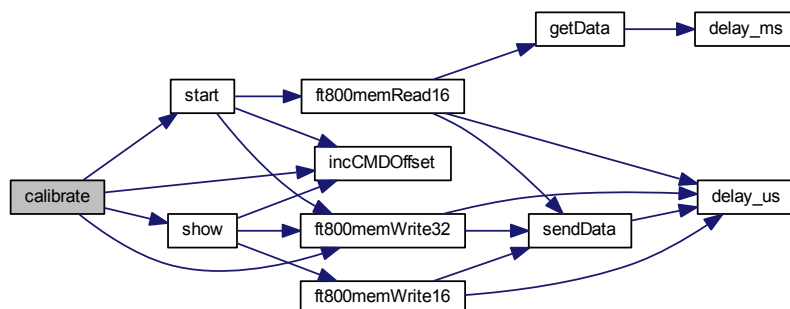 getData
delay_ms
start
ft800memRead16
incCMDOffset
calibrate
delay_us
show
ft800memWrite32
sendData
ft800memWrite16